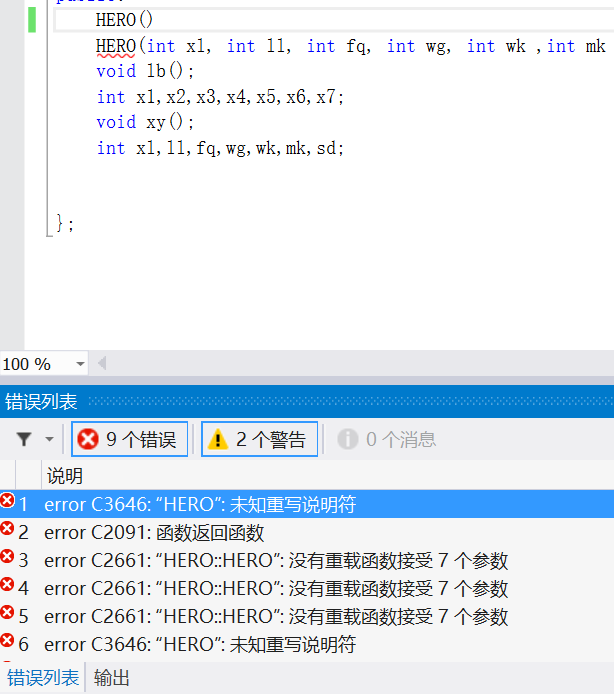 HERO()
HERO(int xl, int ll, int fq, int wg, int wk ,int mk
void lb();
int x1,x2,x3,x4,x5,x6,x7;
void xy();
int xl,ll,fq,wg,wk,mk,sd;
};
100 %
错误列表
9 个错误 2 个警告 0 个消息
说明
1 error C3646: “HERO”: 未知重写说明符
2 error C2091: 函数返回函数
3 error C2661: “HERO::HERO”: 没有重载函数接受 7 个参数
4 error C2661: “HERO::HERO”: 没有重载函数接受 7 个参数
5 error C2661: “HERO::HERO”: 没有重载函数接受 7 个参数
6 error C3646: “HERO”: 未知重写说明符
错误列表 输出